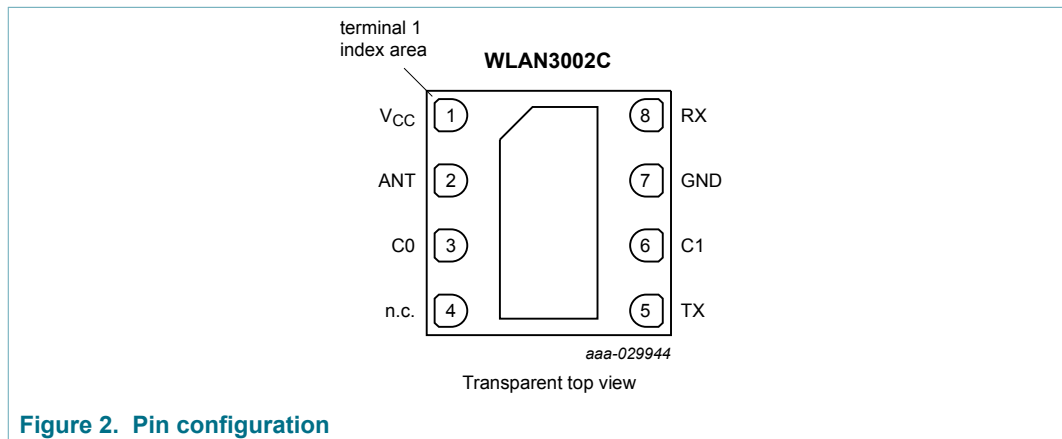 terminal 1
index area
WLAN3002C
VCC 1 8 RX
ANT 2 7 GND
C0 3 6 C1
n.c. 4 5 TX
aaa-029944
Transparent top view
Figure 2. Pin configuration